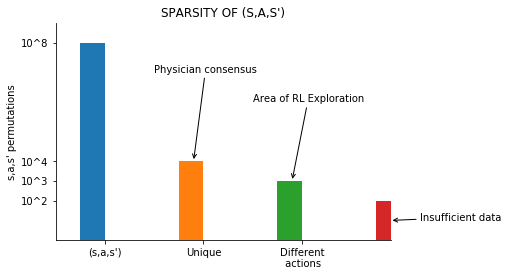 SPARSITY OF (S,A,S')
10^8
Physician consensus
Area of RL Exploration
s,a,s' permutations
10^4
10^3
10^2
Insufficient data
(s,a,s')
Unique
Different
actions